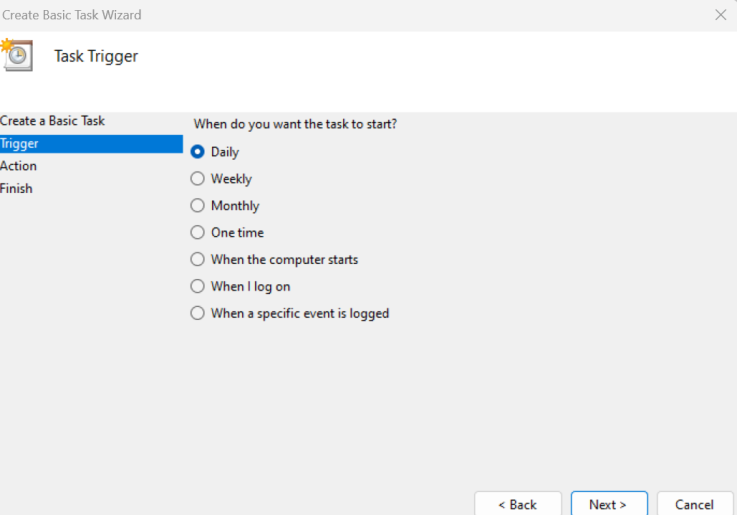 Create Basic Task Wizard
Task Trigger
Create a Basic Task
Trigger
Action
Finish
When do you want the task to start?
Daily
Weekly
Monthly
One time
When the computer starts
When I log on
When a specific event is logged
< Back
Next >
Cancel